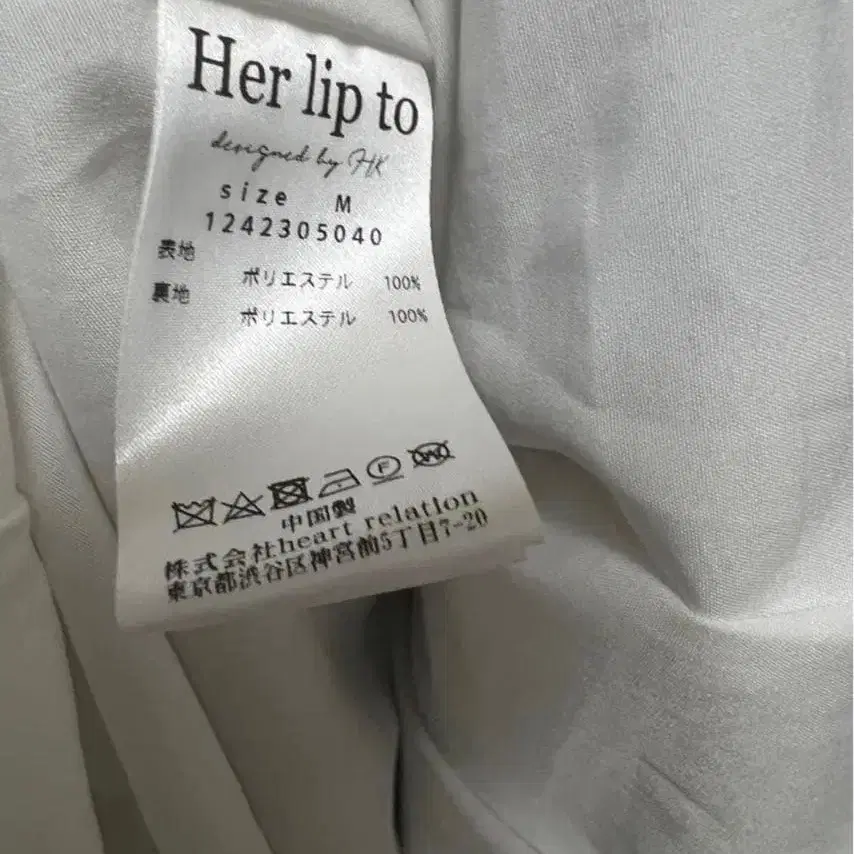 Her lip to
designed by HK
size M
1242305040
表地
ポリエステル 100%
裏地
ポリエステル 100%
F W
中国製
株式会社heart relation
東京都渋谷区神宮前5丁目7-20